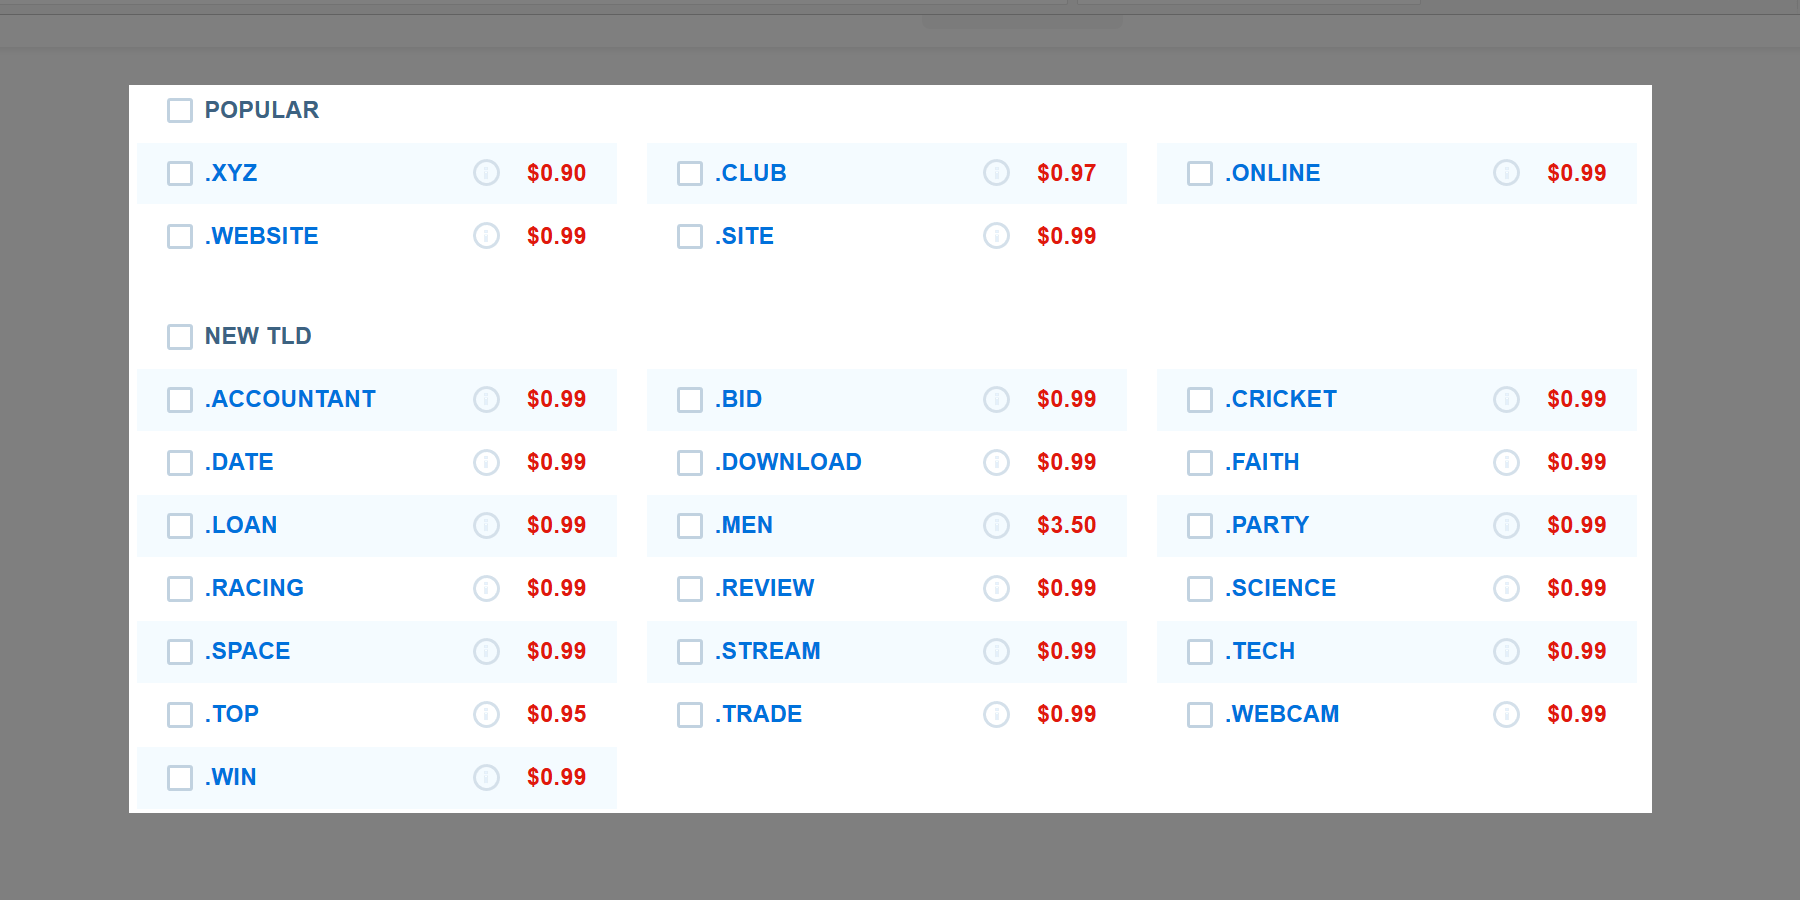 POPULAR
.XYZ $0.90 .CLUB $0.97 .ONLINE $0.99
.WEBSITE $0.99 .SITE $0.99
NEW TLD
.ACCOUNTANT $0.99 .BID $0.99 .CRICKET $0.99
.DATE $0.99 .DOWNLOAD $0.99 .FAITH $0.99
.LOAN $0.99 .MEN $3.50 .PARTY $0.99
.RACING $0.99 .REVIEW $0.99 .SCIENCE $0.99
.SPACE $0.99 .STREAM $0.99 .TECH $0.99
.TOP $0.95 .TRADE $0.99 .WEBCAM $0.99
.WIN $0.99